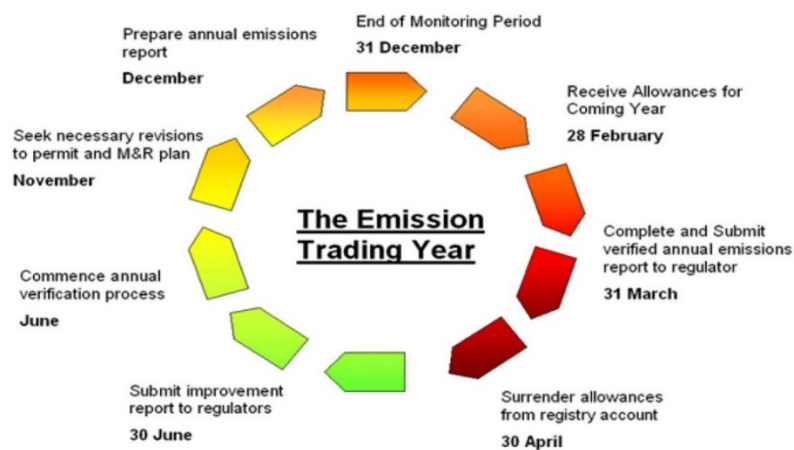 The Emission
Trading Year
End of Monitoring Period
31 December
Receive Allowances for
Coming Year
28 February
Complete and Submit
verified annual emissions
report to regulator
31 March
Surrender allowances
from registry account
30 April
Submit improvement
report to regulators
30 June
Commence annual
verification process
June
Seek necessary revisions
to permit and M&R plan
November
Prepare annual emissions
report
December